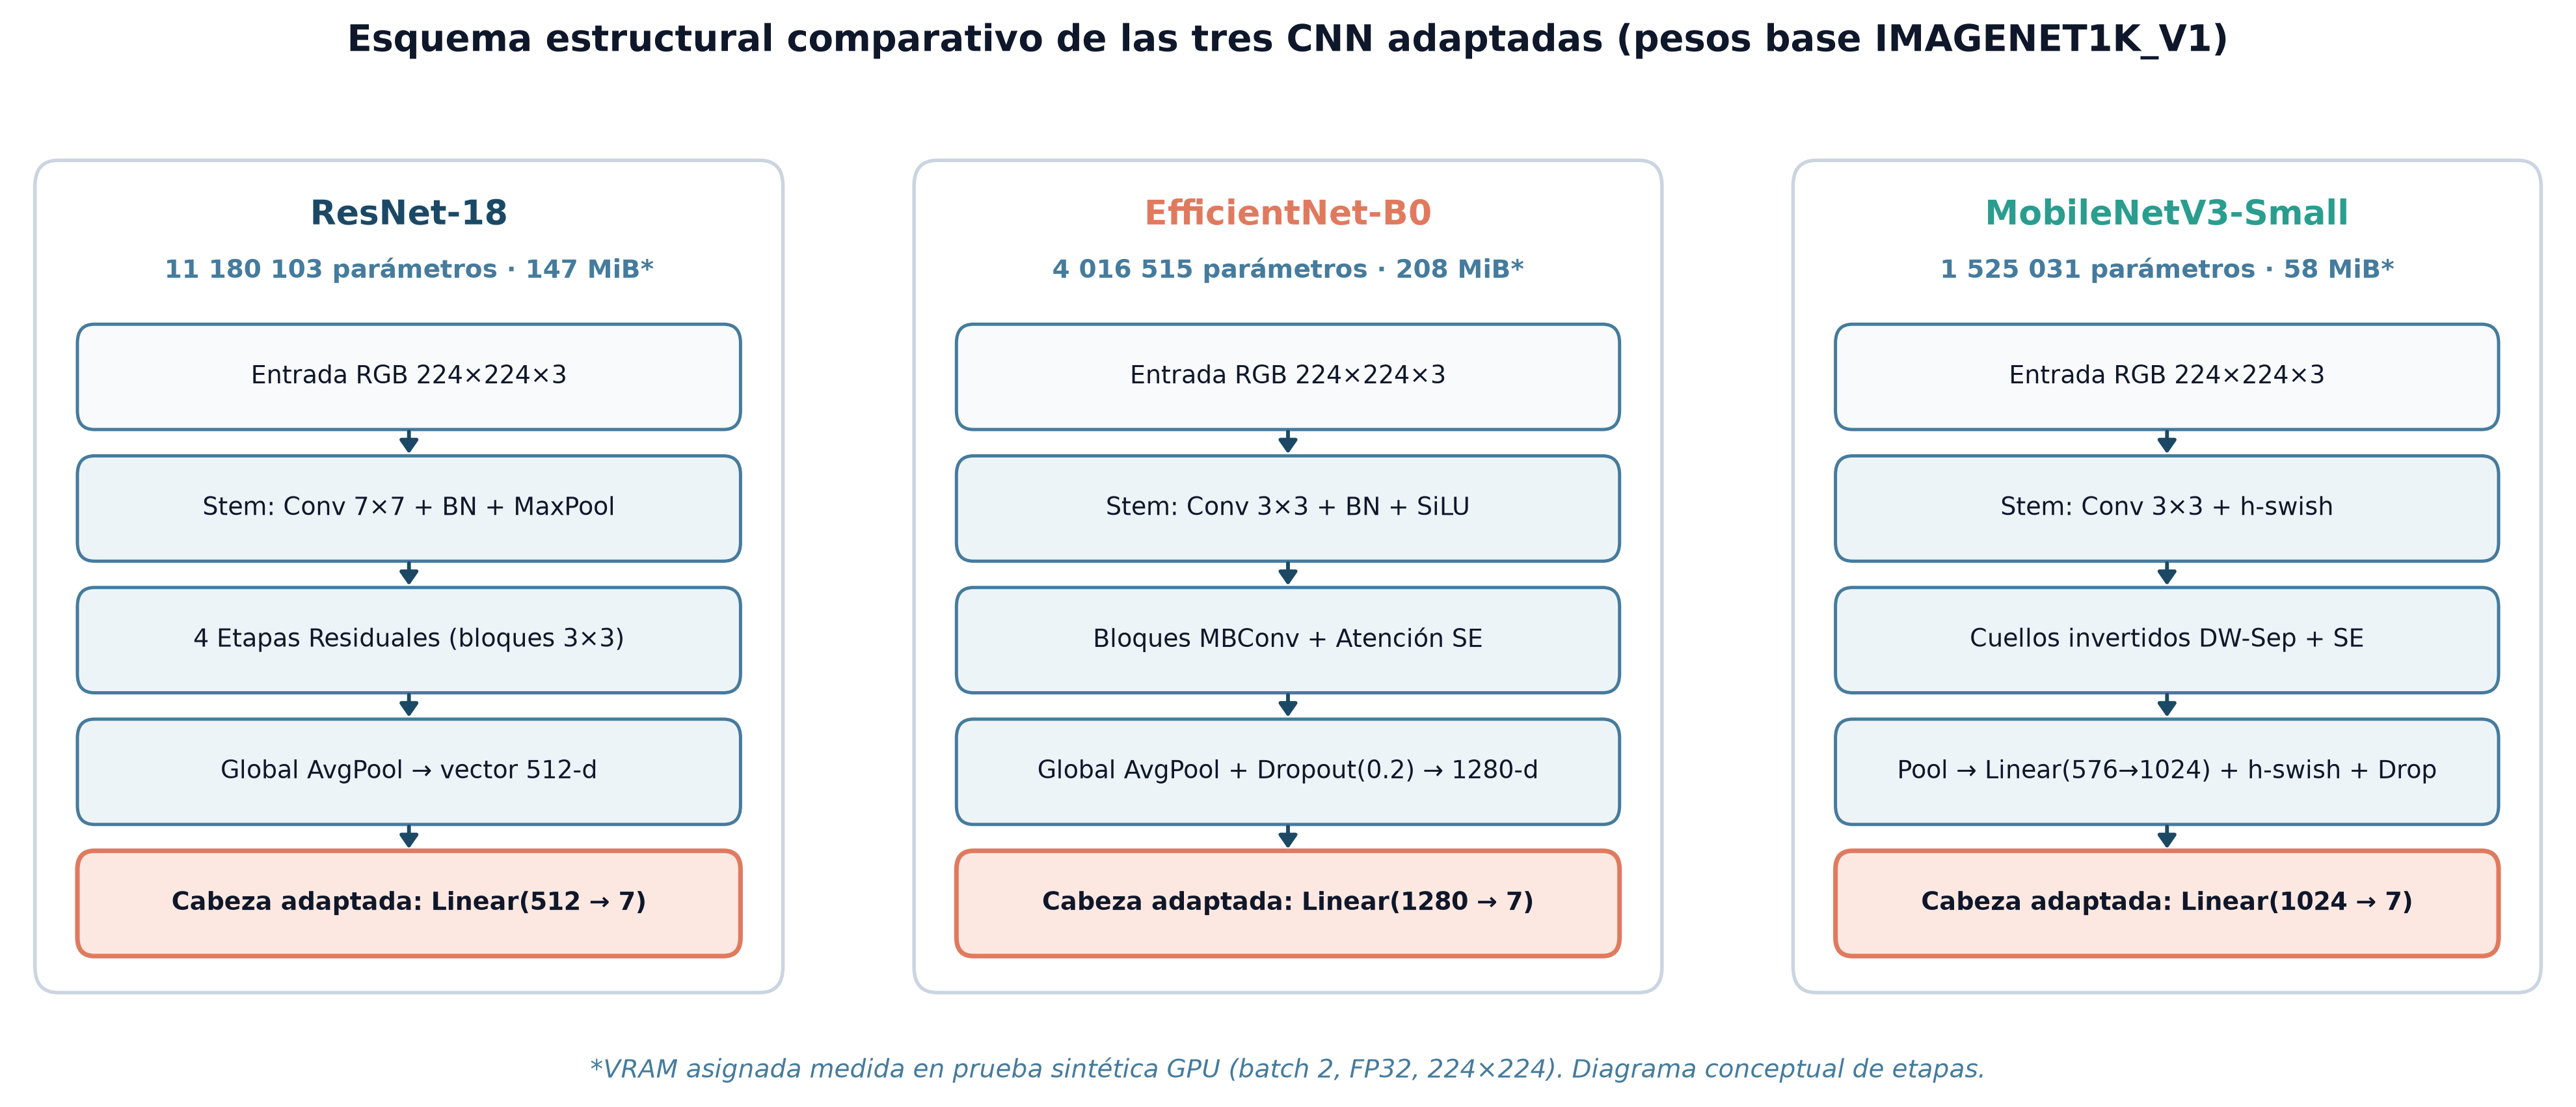 Esquema estructural comparativo de las tres CNN adaptadas (pesos base IMAGENET1K_V1)
ResNet-18
11 180 103 parámetros · 147 MiB*
Entrada RGB 224×224×3
Stem: Conv 7×7 + BN + MaxPool
4 Etapas Residuales (bloques 3×3)
Global AvgPool → vector 512-d
Cabeza adaptada: Linear(512 → 7)
EfficientNet-B0
4 016 515 parámetros · 208 MiB*
Entrada RGB 224×224×3
Stem: Conv 3×3 + BN + SiLU
Bloques MBConv + Atención SE
Global AvgPool + Dropout(0.2) → 1280-d
Cabeza adaptada: Linear(1280 → 7)
MobileNetV3-Small
1 525 031 parámetros · 58 MiB*
Entrada RGB 224×224×3
Stem: Conv 3×3 + h-swish
Cuellos invertidos DW-Sep + SE
Pool → Linear(576→1024) + h-swish + Drop
Cabeza adaptada: Linear(1024 → 7)
*VRAM asignada medida en prueba sintética GPU (batch 2, FP32, 224×224). Diagrama conceptual de etapas.